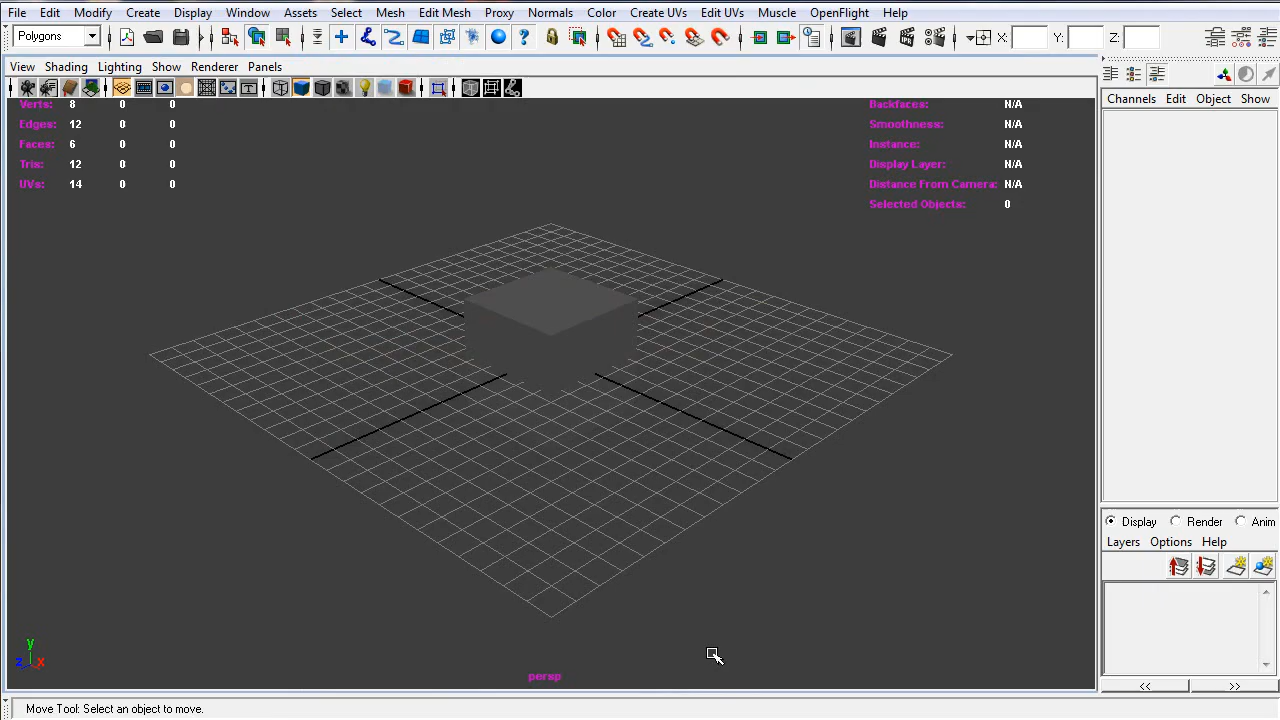 File Edit Modify Create Display Window Assets Select Mesh Edit Mesh Proxy Normals Color Create UVs Edit UVs Muscle OpenFlight Help
Polygons X: Y: Z:
View Shading Lighting Show Renderer Panels
Channels Edit Object Show
Verts: 8 0 0
Edges: 12 0 0
Faces: 6 0 0
Tris: 12 0 0
UVs: 14 0 0
Backfaces: N/A
Smoothness: N/A
Instance: N/A
Display Layer: N/A
Distance From Camera: N/A
Selected Objects: 0
Display Render Anim
Layers Options Help
y
z x
persp
<< >>
Move Tool: Select an object to move.